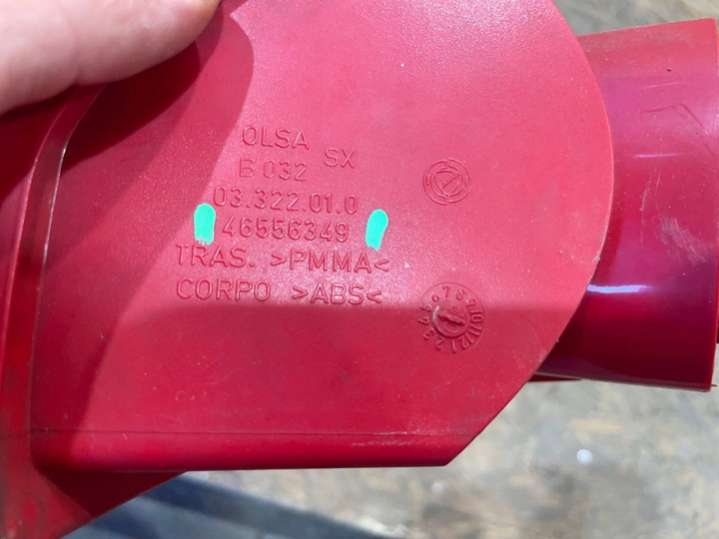 OLSA SX
B 032
03.322.01.0
46556349
TRAS. >PMMA<
CORPO >ABS<